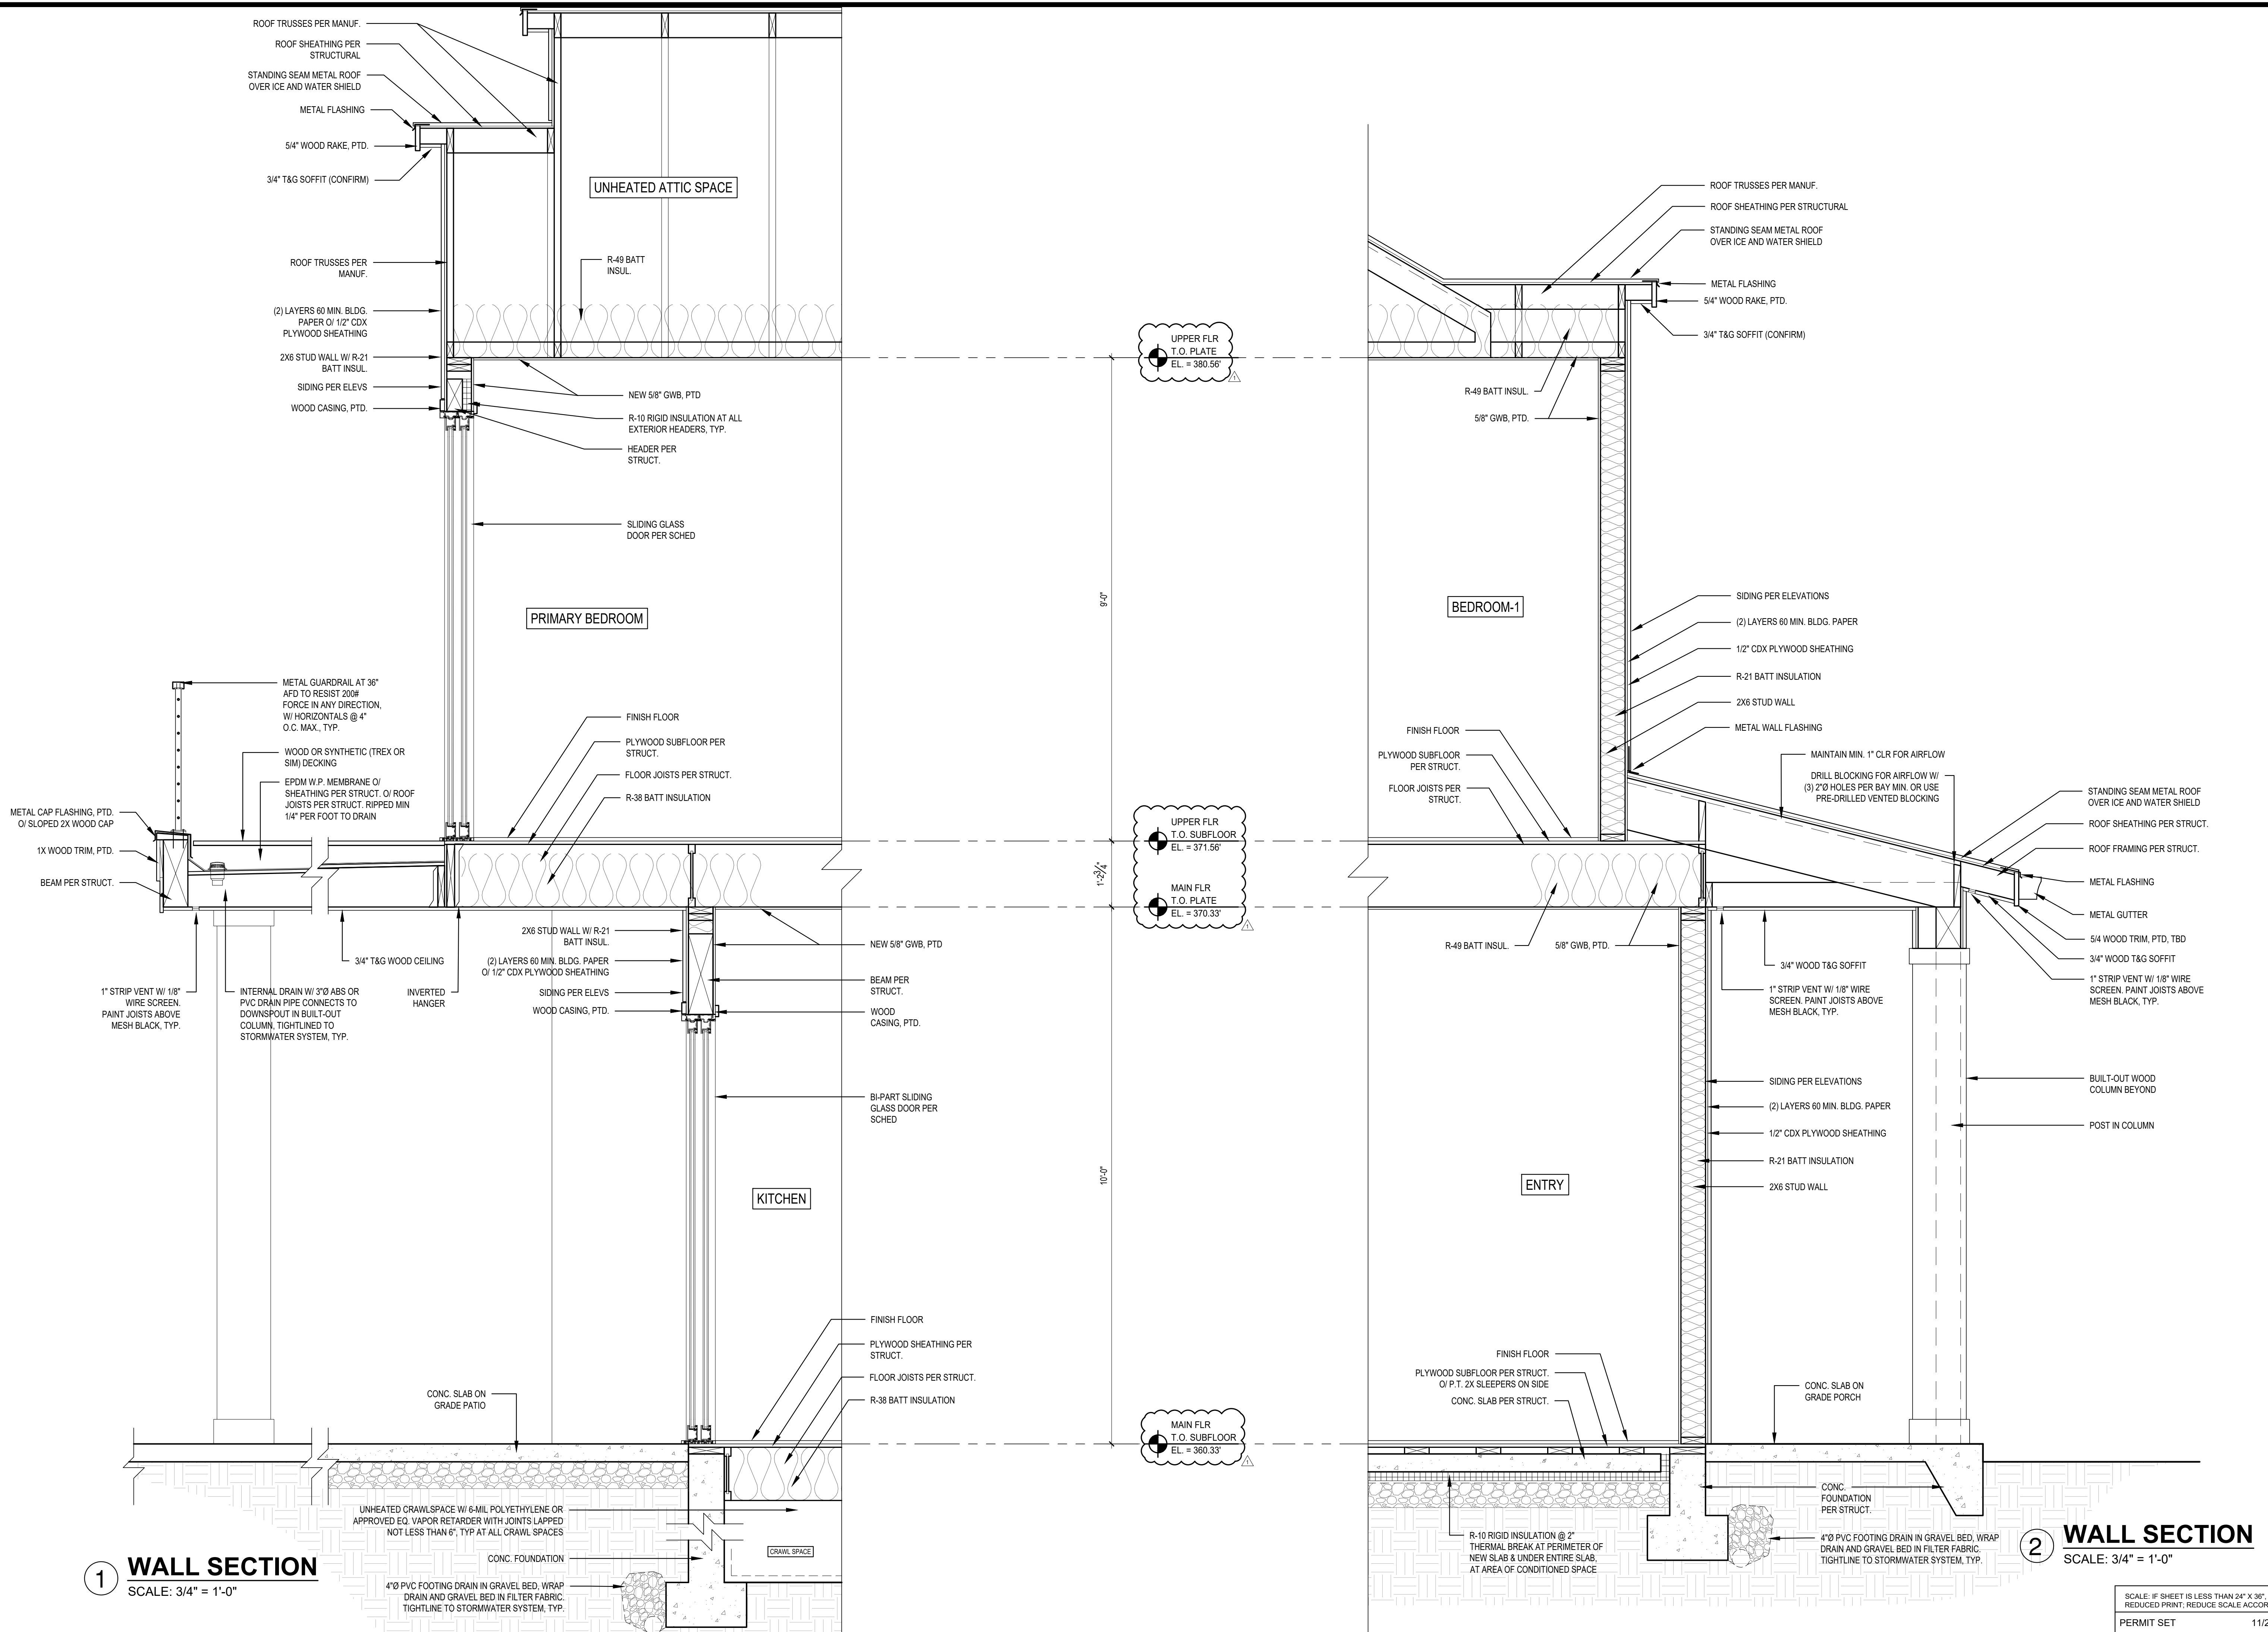 ROOF TRUSSES PER MANUF.
ROOF SHEATHING PER
STRUCTURAL
STANDING SEAM METAL ROOF
OVER ICE AND WATER SHIELD
METAL FLASHING
5/4" WOOD RAKE, PTD.
3/4" T&G SOFFIT (CONFIRM)
UNHEATED ATTIC SPACE
ROOF TRUSSES PER
MANUF.
R-49 BATT
INSUL.
(2) LAYERS 60 MIN. BLDG.
PAPER O/ 1/2" CDX
PLYWOOD SHEATHING
2X6 STUD WALL W/ R-21
BATT INSUL.
SIDING PER ELEVS
WOOD CASING, PTD.
NEW 5/8" GWB, PTD
R-10 RIGID INSULATION AT ALL
EXTERIOR HEADERS, TYP.
HEADER PER
STRUCT.
SLIDING GLASS
DOOR PER SCHED
PRIMARY BEDROOM
METAL GUARDRAIL AT 36"
AFD TO RESIST 200#
FORCE IN ANY DIRECTION,
W/ HORIZONTALS @ 4"
O.C. MAX., TYP.
WOOD OR SYNTHETIC (TREX OR
SIM) DECKING
EPDM W.P. MEMBRANE O/
SHEATHING PER STRUCT. O/ ROOF
JOISTS PER STRUCT. RIPPED MIN
1/4" PER FOOT TO DRAIN
METAL CAP FLASHING, PTD.
O/ SLOPED 2X WOOD CAP
1X WOOD TRIM, PTD.
BEAM PER STRUCT.
FINISH FLOOR
PLYWOOD SUBFLOOR PER
STRUCT.
FLOOR JOISTS PER STRUCT.
R-38 BATT INSULATION
2X6 STUD WALL W/ R-21
BATT INSUL.
(2) LAYERS 60 MIN. BLDG. PAPER
O/ 1/2" CDX PLYWOOD SHEATHING
SIDING PER ELEVS
WOOD CASING, PTD.
3/4" T&G WOOD CEILING
1" STRIP VENT W/ 1/8"
WIRE SCREEN.
PAINT JOISTS ABOVE
MESH BLACK, TYP.
INTERNAL DRAIN W/ 3"Ø ABS OR
PVC DRAIN PIPE CONNECTS TO
DOWNSPOUT IN BUILT-OUT
COLUMN, TIGHTLINED TO
STORMWATER SYSTEM, TYP.
INVERTED
HANGER
NEW 5/8" GWB, PTD
BEAM PER
STRUCT.
WOOD
CASING, PTD.
BI-PART SLIDING
GLASS DOOR PER
SCHED
KITCHEN
FINISH FLOOR
PLYWOOD SHEATHING PER
STRUCT.
FLOOR JOISTS PER STRUCT.
R-38 BATT INSULATION
CONC. SLAB ON
GRADE PATIO
UNHEATED CRAWLSPACE W/ 6-MIL POLYETHYLENE OR
APPROVED EQ. VAPOR RETARDER WITH JOINTS LAPPED
NOT LESS THAN 6", TYP AT ALL CRAWL SPACES
CONC. FOUNDATION
CRAWL SPACE
4"Ø PVC FOOTING DRAIN IN GRAVEL BED, WRAP
DRAIN AND GRAVEL BED IN FILTER FABRIC.
TIGHTLINE TO STORMWATER SYSTEM, TYP.
1
WALL SECTION
SCALE: 3/4" = 1'-0"
UPPER FLR
T.O. PLATE
EL. = 380.56'
1
9'-0"
UPPER FLR
T.O. SUBFLOOR
EL. = 371.56'
1'-2 3/4"
MAIN FLR
T.O. PLATE
EL. = 370.33'
1
10'-0"
MAIN FLR
T.O. SUBFLOOR
EL. = 360.33'
1
ROOF TRUSSES PER MANUF.
ROOF SHEATHING PER STRUCTURAL
STANDING SEAM METAL ROOF
OVER ICE AND WATER SHIELD
METAL FLASHING
5/4" WOOD RAKE, PTD.
3/4" T&G SOFFIT (CONFIRM)
R-49 BATT INSUL.
5/8" GWB, PTD.
BEDROOM-1
SIDING PER ELEVATIONS
(2) LAYERS 60 MIN. BLDG. PAPER
1/2" CDX PLYWOOD SHEATHING
R-21 BATT INSULATION
2X6 STUD WALL
METAL WALL FLASHING
FINISH FLOOR
PLYWOOD SUBFLOOR
PER STRUCT.
FLOOR JOISTS PER
STRUCT.
MAINTAIN MIN. 1" CLR FOR AIRFLOW
DRILL BLOCKING FOR AIRFLOW W/
(3) 2"Ø HOLES PER BAY MIN. OR USE
PRE-DRILLED VENTED BLOCKING
STANDING SEAM METAL ROOF
OVER ICE AND WATER SHIELD
ROOF SHEATHING PER STRUCT.
ROOF FRAMING PER STRUCT.
METAL FLASHING
METAL GUTTER
5/4 WOOD TRIM, PTD, TBD
3/4" WOOD T&G SOFFIT
1" STRIP VENT W/ 1/8" WIRE
SCREEN. PAINT JOISTS ABOVE
MESH BLACK, TYP.
R-49 BATT INSUL.
5/8" GWB, PTD.
3/4" WOOD T&G SOFFIT
1" STRIP VENT W/ 1/8" WIRE
SCREEN. PAINT JOISTS ABOVE
MESH BLACK, TYP.
SIDING PER ELEVATIONS
(2) LAYERS 60 MIN. BLDG. PAPER
1/2" CDX PLYWOOD SHEATHING
R-21 BATT INSULATION
2X6 STUD WALL
BUILT-OUT WOOD
COLUMN BEYOND
POST IN COLUMN
ENTRY
FINISH FLOOR
PLYWOOD SUBFLOOR PER STRUCT.
O/ P.T. 2X SLEEPERS ON SIDE
CONC. SLAB PER STRUCT.
CONC. SLAB ON
GRADE PORCH
CONC.
FOUNDATION
PER STRUCT.
R-10 RIGID INSULATION @ 2"
THERMAL BREAK AT PERIMETER OF
NEW SLAB & UNDER ENTIRE SLAB,
AT AREA OF CONDITIONED SPACE
4"Ø PVC FOOTING DRAIN IN GRAVEL BED, WRAP
DRAIN AND GRAVEL BED IN FILTER FABRIC.
TIGHTLINE TO STORMWATER SYSTEM, TYP.
2
WALL SECTION
SCALE: 3/4" = 1'-0"
SCALE: IF SHEET IS LESS THAN 24" X 36",
REDUCED PRINT; REDUCE SCALE
PERMIT SET